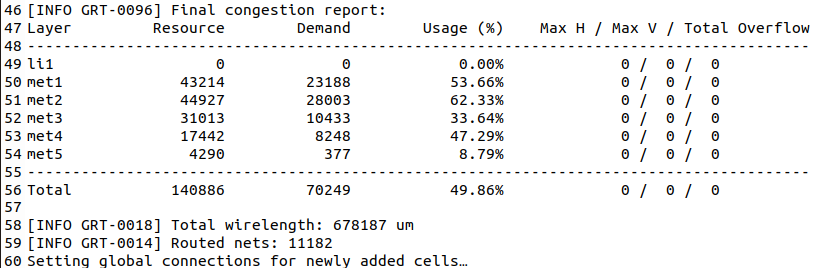 46 [INFO GRT-0096] Final congestion report:
47 Layer Resource Demand Usage (%) Max H / Max V / Total Overflow
48 ---------------------------------------------------------------------------------------
49 li1 0 0 0.00% 0 / 0 / 0
50 met1 43214 23188 53.66% 0 / 0 / 0
51 met2 44927 28003 62.33% 0 / 0 / 0
52 met3 31013 10433 33.64% 0 / 0 / 0
53 met4 17442 8248 47.29% 0 / 0 / 0
54 met5 4290 377 8.79% 0 / 0 / 0
55 ---------------------------------------------------------------------------------------
56 Total 140886 70249 49.86% 0 / 0 / 0
57
58 [INFO GRT-0018] Total wirelength: 678187 um
59 [INFO GRT-0014] Routed nets: 11182
60 Setting global connections for newly added cells…